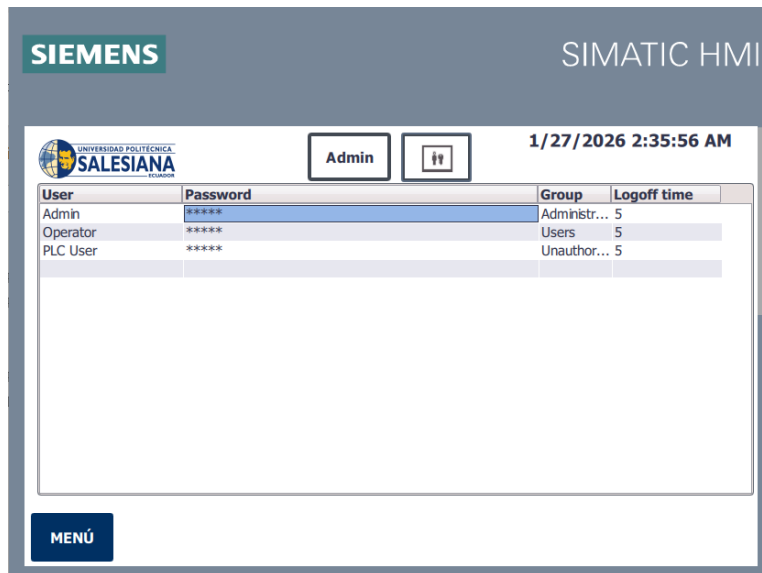 SIEMENS
SIMATIC HMI
UNIVERSIDAD POLITÉCNICA
SALESIANA
ECUADOR
Admin
1/27/2026 2:35:56 AM
User Password Group Logoff time
Admin ***** Administr... 5
Operator ***** Users 5
PLC User ***** Unauthor... 5
MENÚ